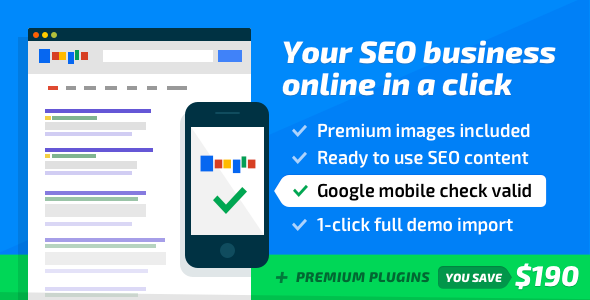 Your SEO business
online in a click
Premium images included
Ready to use SEO content
Google mobile check valid
1-click full demo import
+ PREMIUM PLUGINS YOU SAVE $190